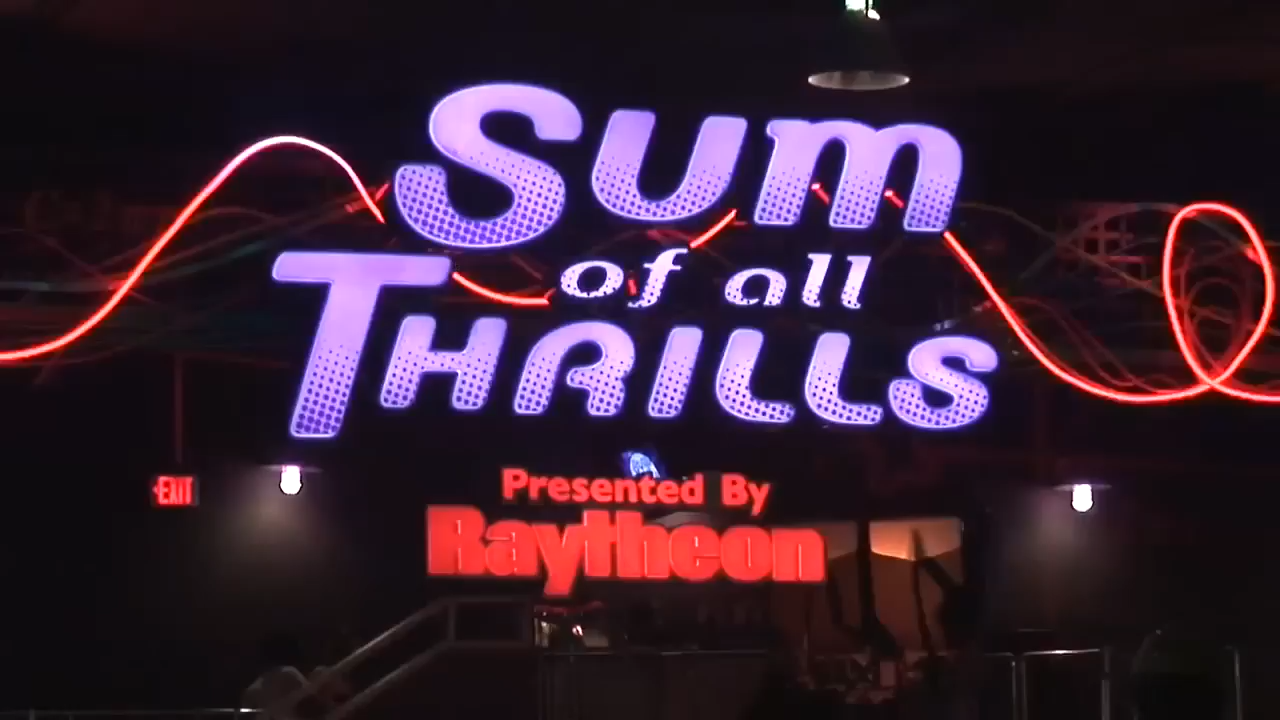 Sum
of all
Thrills
EXIT
Presented By
Raytheon